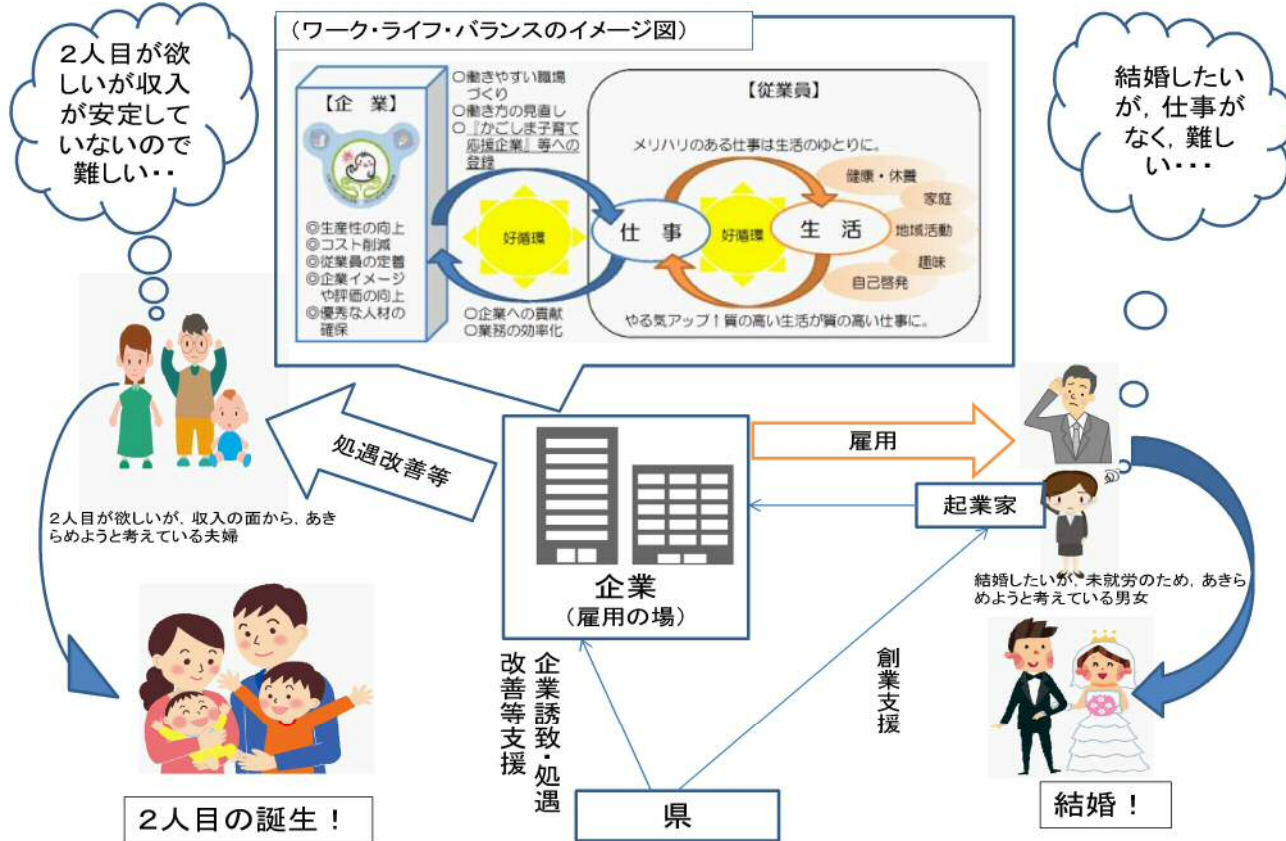 （ワーク・ライフ・バランスのイメージ図）
２人目が欲
しいが収入
が安定して
いないので
難しい・・
結婚したい
が，仕事が
なく，難し
い・・・
【企　業】
◎生産性の向上
◎コスト削減
◎従業員の定着
◎企業イメージ
や評価の向上
◎優秀な人材の
確保
○働きやすい職場
づくり
○働き方の見直し
○『かごしま子育て
応援企業』等への
登録
好循環
○企業への貢献
○業務の効率化
【従業員】
メリハリのある仕事は生活のゆとりに。
仕　事
好循環
生　活
健康・休養
家庭
地域活動
趣味
自己啓発
やる気アップ↑質の高い生活が質の高い仕事に。
処遇改善等
雇用
起業家
企業
（雇用の場）
２人目が欲しいが，収入の面から，あき
らめようと考えている夫婦
結婚したいが，未就労のため，あきら
めようと考えている男女
企業誘致・処遇
改善等支援
創業支援
県
２人目の誕生！
結婚！